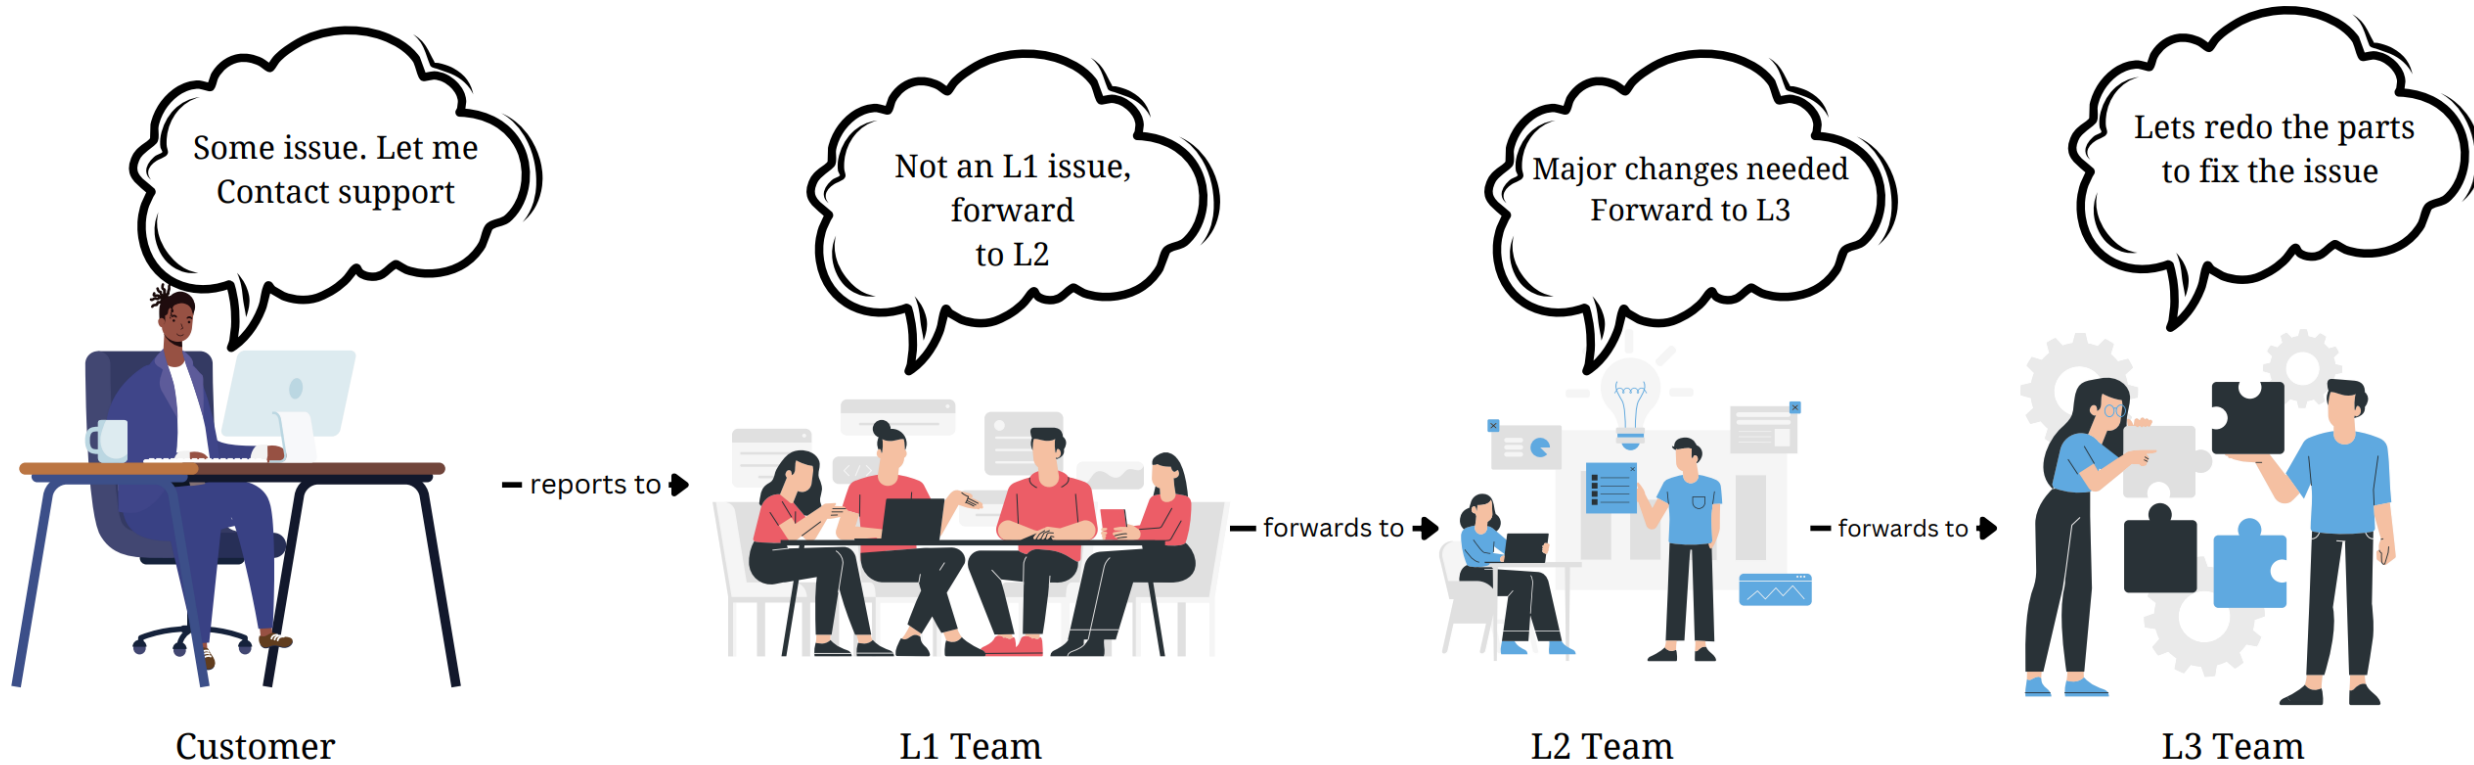 Some issue. Let me
Contact support
Not an L1 issue,
forward
to L2
Major changes needed
Forward to L3
Lets redo the parts
to fix the issue
reports to
forwards to
forwards to
Customer
L1 Team
L2 Team
L3 Team